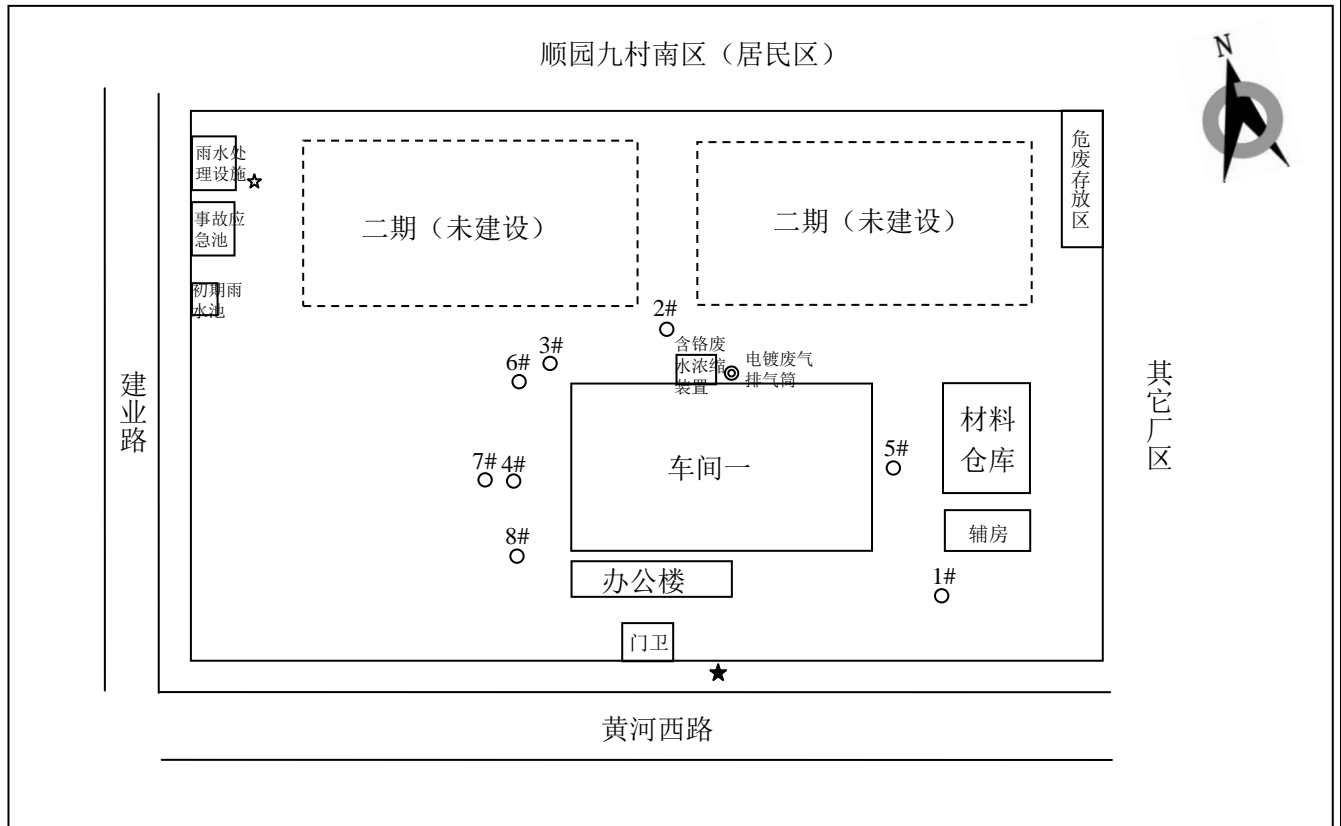 顺园九村南区（居民区）
N
雨水处
理设施
危废存放区
事故应
急池
二期（未建设）
二期（未建设）
初期雨
水池
2#
3#
含铬废
水浓缩
装置
电镀废气
排气筒
6#
建业路
其它厂区
材料
仓库
5#
车间一
7#
4#
8#
辅房
办公楼
1#
门卫
黄河西路